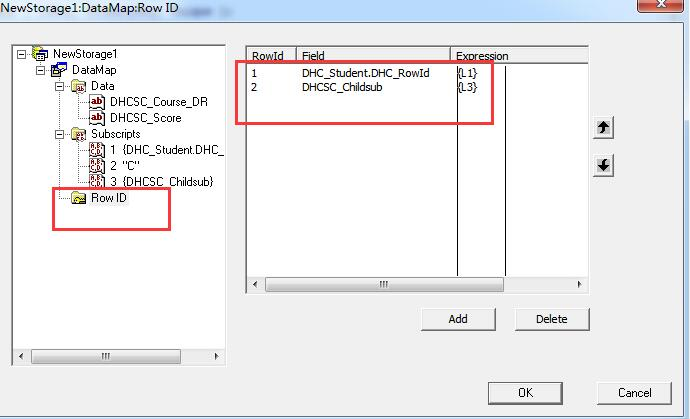 NewStorage1:DataMap:Row ID
NewStorage1
DataMap
Data
DHCSC_Course_DR
DHCSC_Score
Subscripts
1 {DHC_Student.DHC_
2 "C"
3 {DHCSC_Childsub}
Row ID
RowId Field Expression
1 DHC_Student.DHC_RowId {L1}
2 DHCSC_Childsub {L3}
Add Delete
OK Cancel